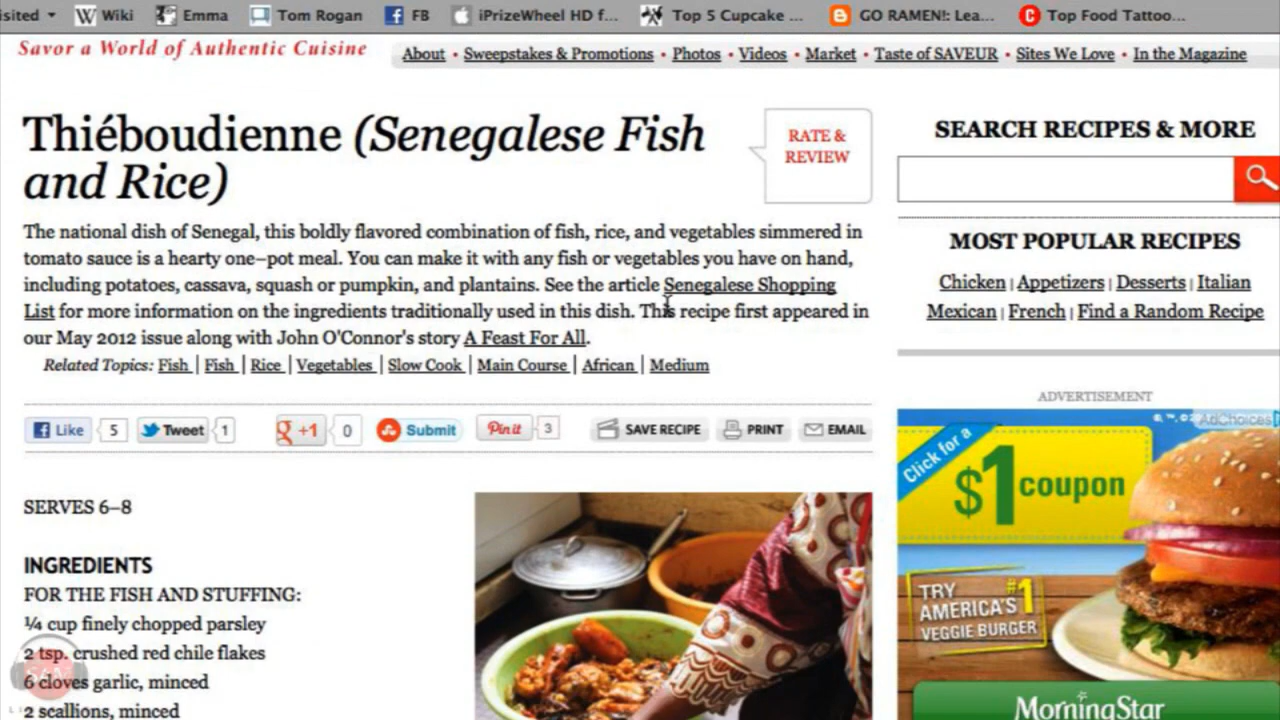 isited Wiki Emma Tom Rogan FB iPrizeWheel HD f... Top 5 Cupcake ... GO RAMEN!: Lea... Top Food Tattoo...
Savor a World of Authentic Cuisine
About • Sweepstakes & Promotions • Photos • Videos • Market • Taste of SAVEUR • Sites We Love • In the Magazine
Thiéboudienne (Senegalese Fish
and Rice)
RATE &
REVIEW
The national dish of Senegal, this boldly flavored combination of fish, rice, and vegetables simmered in
tomato sauce is a hearty one–pot meal. You can make it with any fish or vegetables you have on hand,
including potatoes, cassava, squash or pumpkin, and plantains. See the article Senegalese Shopping
List for more information on the ingredients traditionally used in this dish. This recipe first appeared in
our May 2012 issue along with John O'Connor's story A Feast For All.
Related Topics: Fish | Fish | Rice | Vegetables | Slow Cook | Main Course | African | Medium
Like 5 Tweet 1 +1 0 Submit Pin it 3 SAVE RECIPE PRINT EMAIL
SERVES 6–8
INGREDIENTS
FOR THE FISH AND STUFFING:
¼ cup finely chopped parsley
2 tsp. crushed red chile flakes
6 cloves garlic, minced
2 scallions, minced
SEARCH RECIPES & MORE
MOST POPULAR RECIPES
Chicken | Appetizers | Desserts | Italian
Mexican | French | Find a Random Recipe
ADVERTISEMENT
AdChoices
Click for a
$1 coupon
TRY
AMERICA'S #1
VEGGIE BURGER
MorningStar